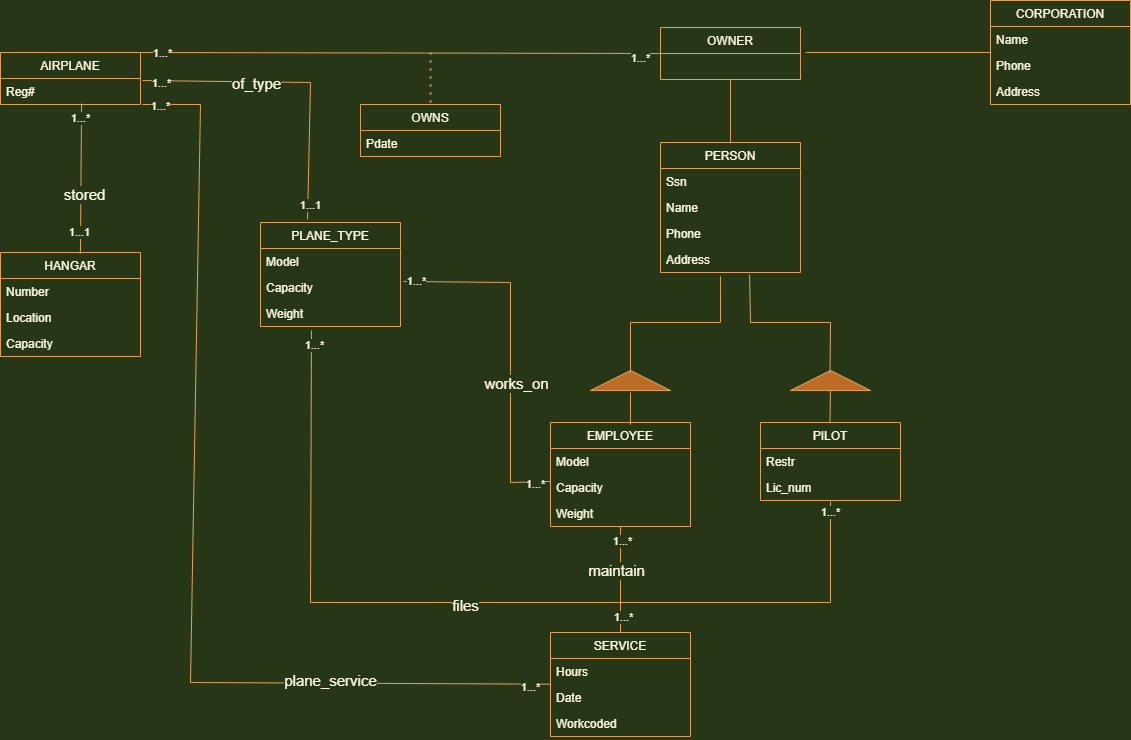 CORPORATION
Name
Phone
Address
OWNER
1...*
1...*
AIRPLANE
Reg#
1...*
of_type
1...*
1...*
OWNS
Pdate
stored
1...1
1...1
HANGAR
Number
Location
Capacity
PLANE_TYPE
Model
Capacity
Weight
1...*
1...*
PERSON
Ssn
Name
Phone
Address
works_on
1...*
EMPLOYEE
Model
Capacity
Weight
PILOT
Restr
Lic_num
1...*
1...*
maintain
files
1...*
SERVICE
Hours
Date
Workcoded
plane_service
1...*